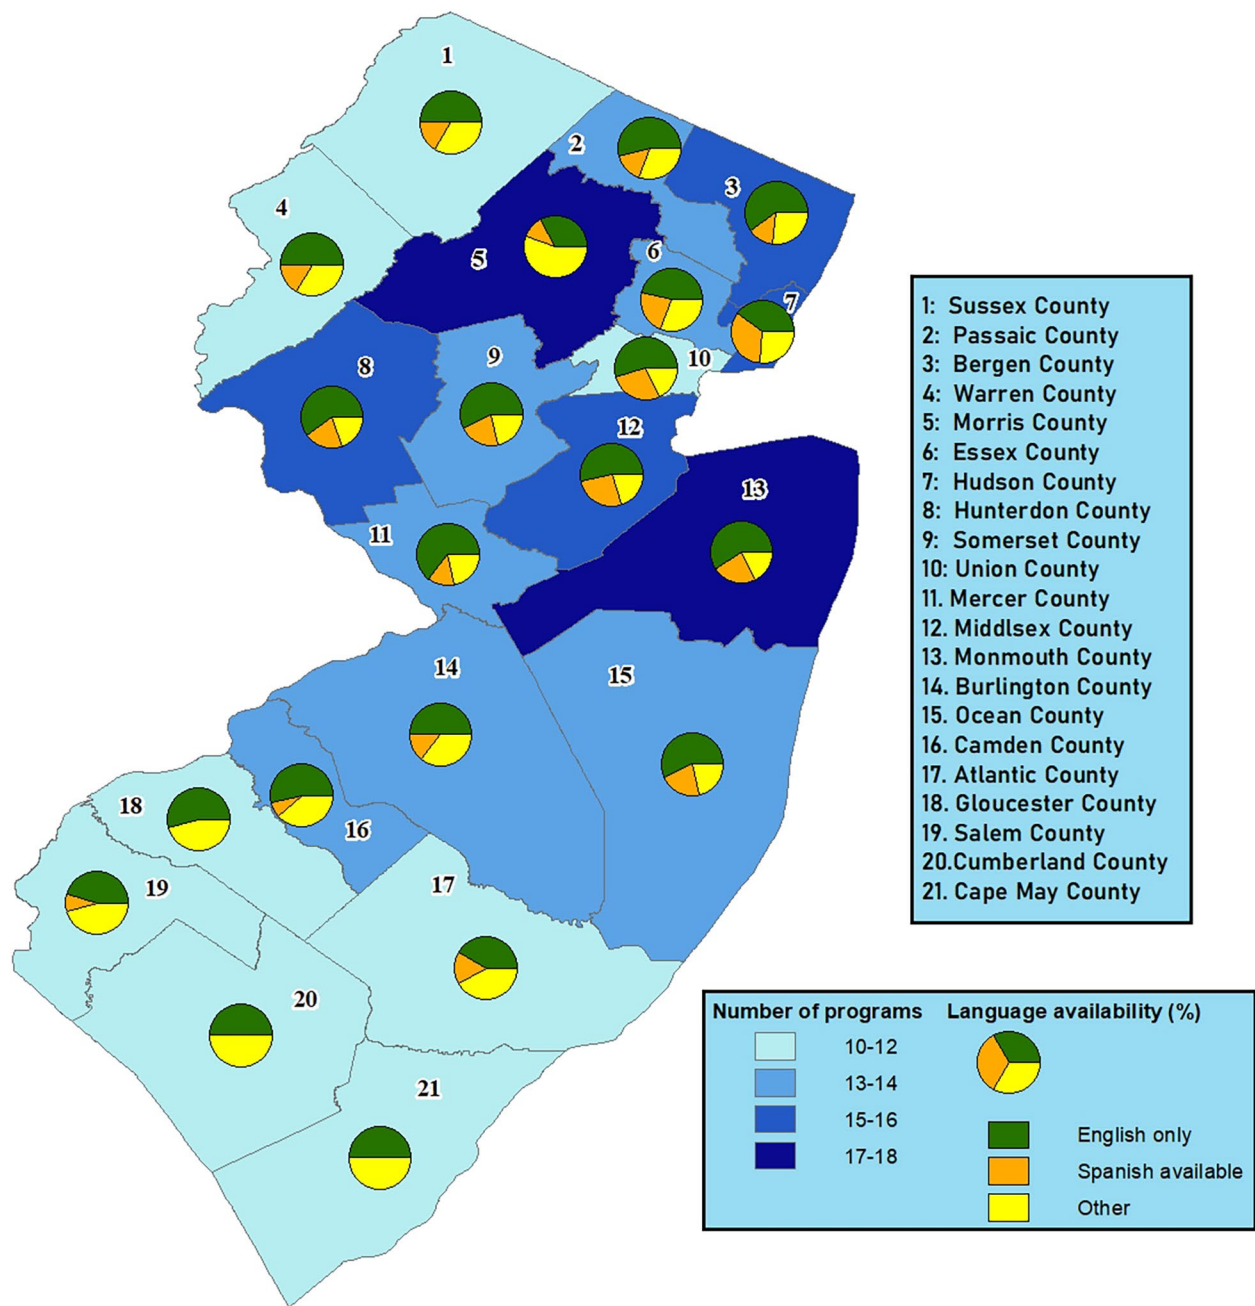 1
2
3
4
5
6
7
8
9
10
11
12
13
14
15
16
17
18
19
20
21
1: Sussex County
2: Passaic County
3: Bergen County
4: Warren County
5: Morris County
6: Essex County
7: Hudson County
8: Hunterdon County
9: Somerset County
10: Union County
11. Mercer County
12. Middlsex County
13. Monmouth County
14. Burlington County
15. Ocean County
16. Camden County
17. Atlantic County
18. Gloucester County
19. Salem County
20.Cumberland County
21. Cape May County
Number of programs
10-12
13-14
15-16
17-18
Language availability (%)
English only
Spanish available
Other